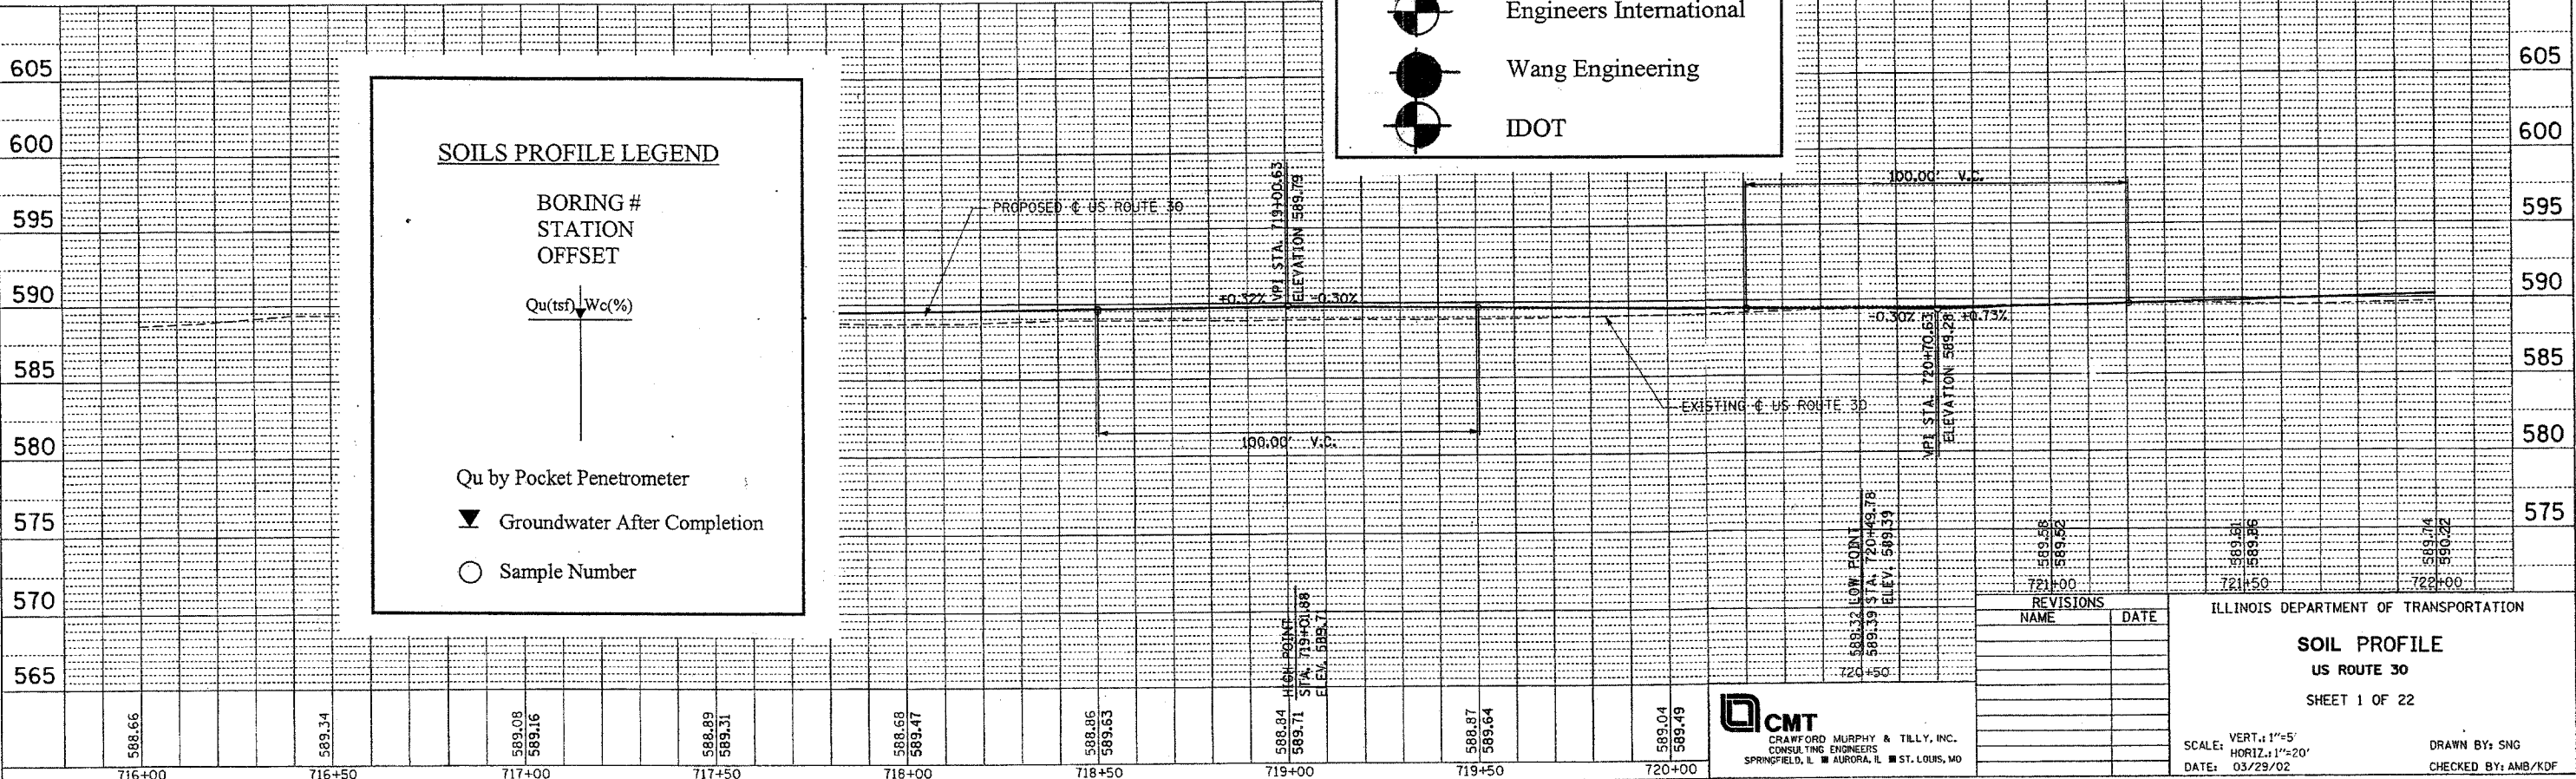 Engineers International
Wang Engineering
IDOT
605
600
595
590
585
580
575
570
565
605
600
595
590
585
580
575
SOILS PROFILE LEGEND
BORING #
STATION
OFFSET
Qu(tsf) Wc(%)
Qu by Pocket Penetrometer
Groundwater After Completion
Sample Number
PROPOSED ℄ US ROUTE 30
VPI STA. 719+00.63
ELEVATION 589.79
+0.32%
-0.30%
100.00' V.C.
100.00' V.C.
EXISTING ℄ US ROUTE 30
-0.30%
+0.73%
VPI STA. 720+70.63
ELEVATION 589.28
HIGH POINT
STA. 719+01.88
ELEV. 589.71
LOW POINT
STA. 720+49.78
ELEV. 589.39
588.66
589.34
589.08
589.16
588.89
589.31
588.68
589.47
588.86
589.63
588.84
589.71
588.87
589.64
589.04
589.49
589.32
589.39
589.58
589.52
589.61
589.86
589.74
590.22
716+00
716+50
717+00
717+50
718+00
718+50
719+00
719+50
720+00
720+50
721+00
721+50
722+00
CMT
CRAWFORD MURPHY & TILLY, INC.
CONSULTING ENGINEERS
SPRINGFIELD, IL ■ AURORA, IL ■ ST. LOUIS, MO
REVISIONS
NAME DATE
ILLINOIS DEPARTMENT OF TRANSPORTATION
SOIL PROFILE
US ROUTE 30
SHEET 1 OF 22
SCALE: VERT.: 1"=5'
HORIZ.: 1"=20'
DATE: 03/29/02
DRAWN BY: SNG
CHECKED BY: AMB/KDF